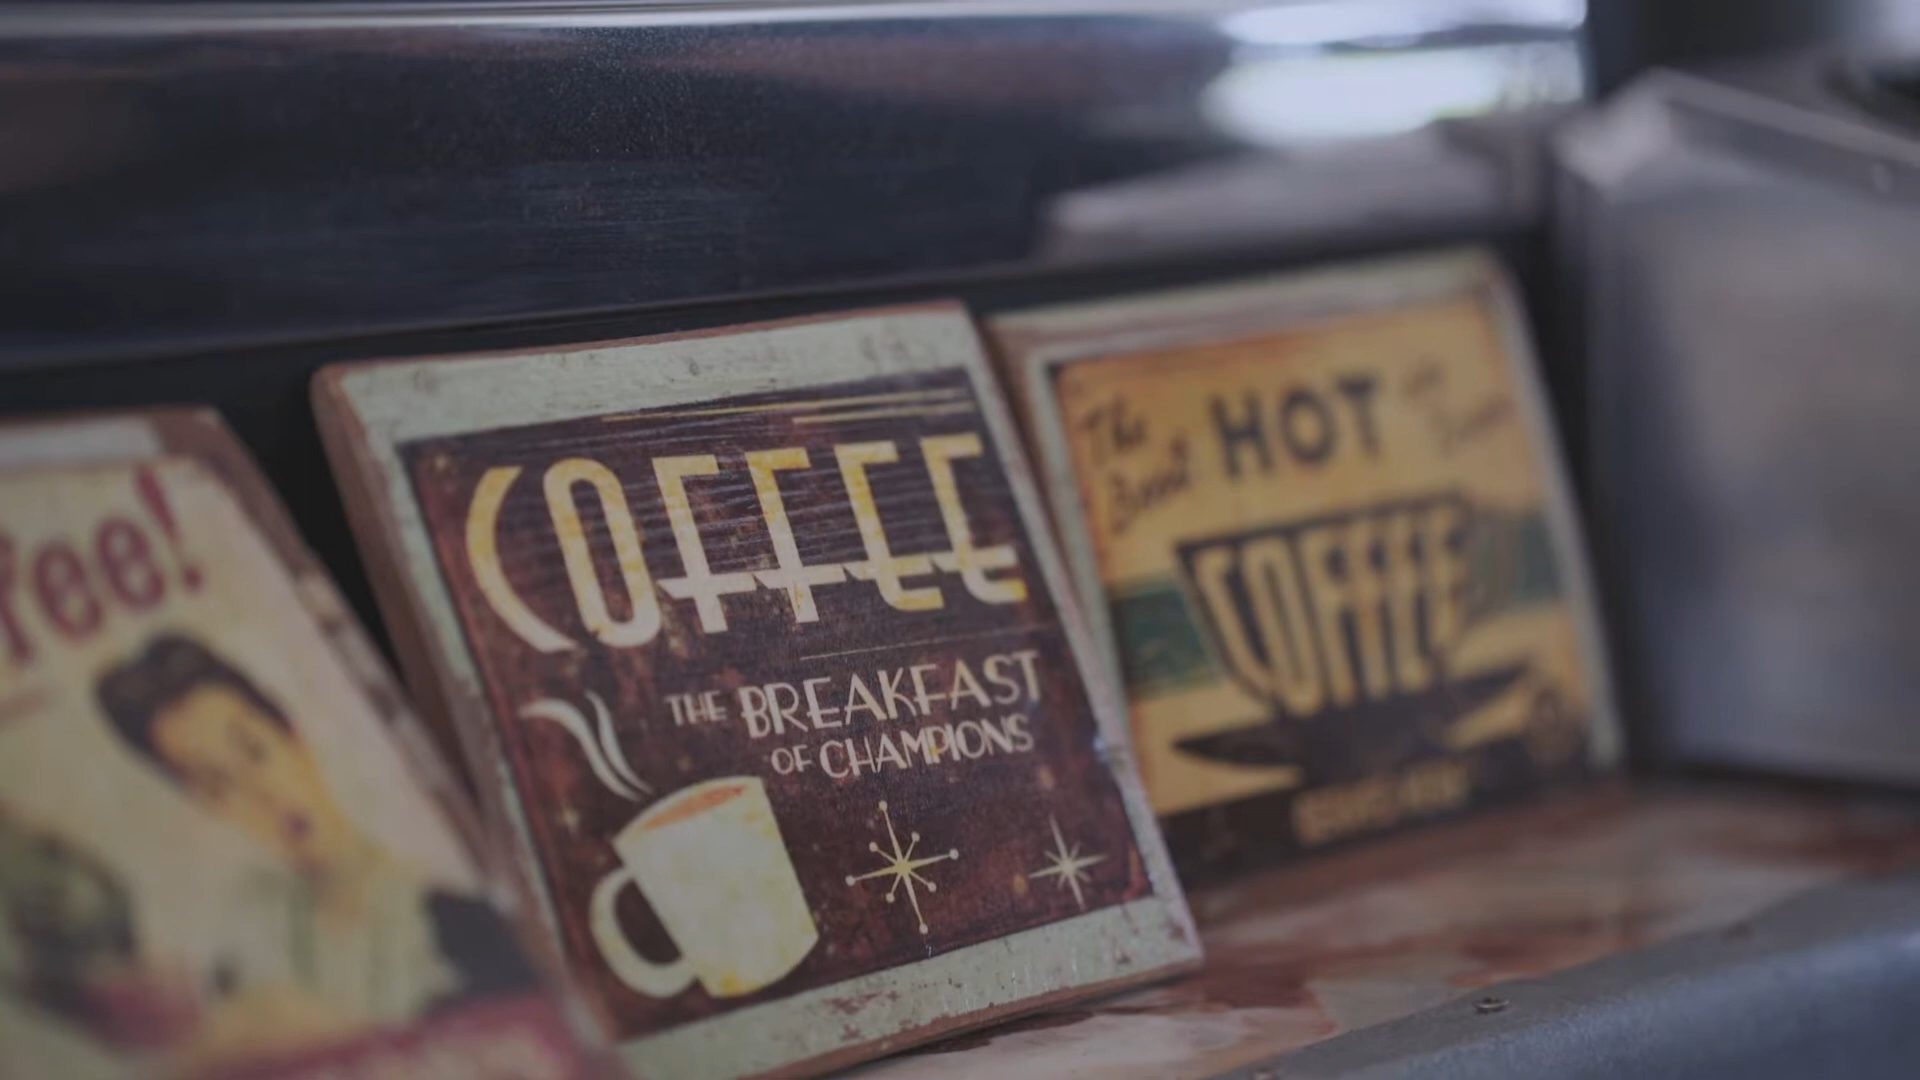 fee!
COFFEE
THE BREAKFAST
OF CHAMPIONS
The
Best
HOT
COFFEE